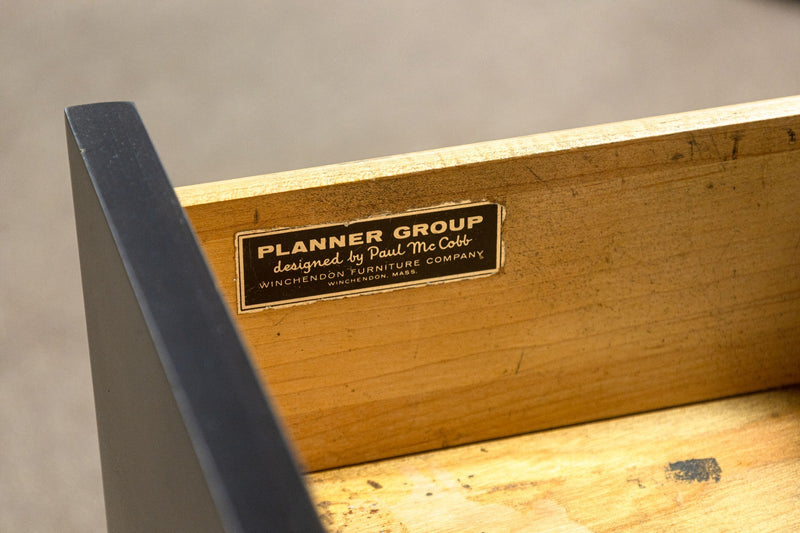 PLANNER GROUP
designed by Paul McCobb
WINCHENDON FURNITURE COMPANY
WINCHENDON, MASS.